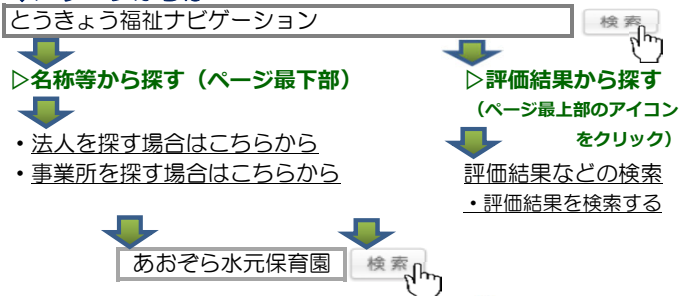 とうきょう福祉ナビゲーション
検索
▷名称等から探す（ページ最下部）
・法人を探す場合はこちらから
・事業所を探す場合はこちらから
▷評価結果から探す
（ページ最上部のアイコン
をクリック）
評価結果などの検索
・評価結果を検索する
あおぞら水元保育園
検索